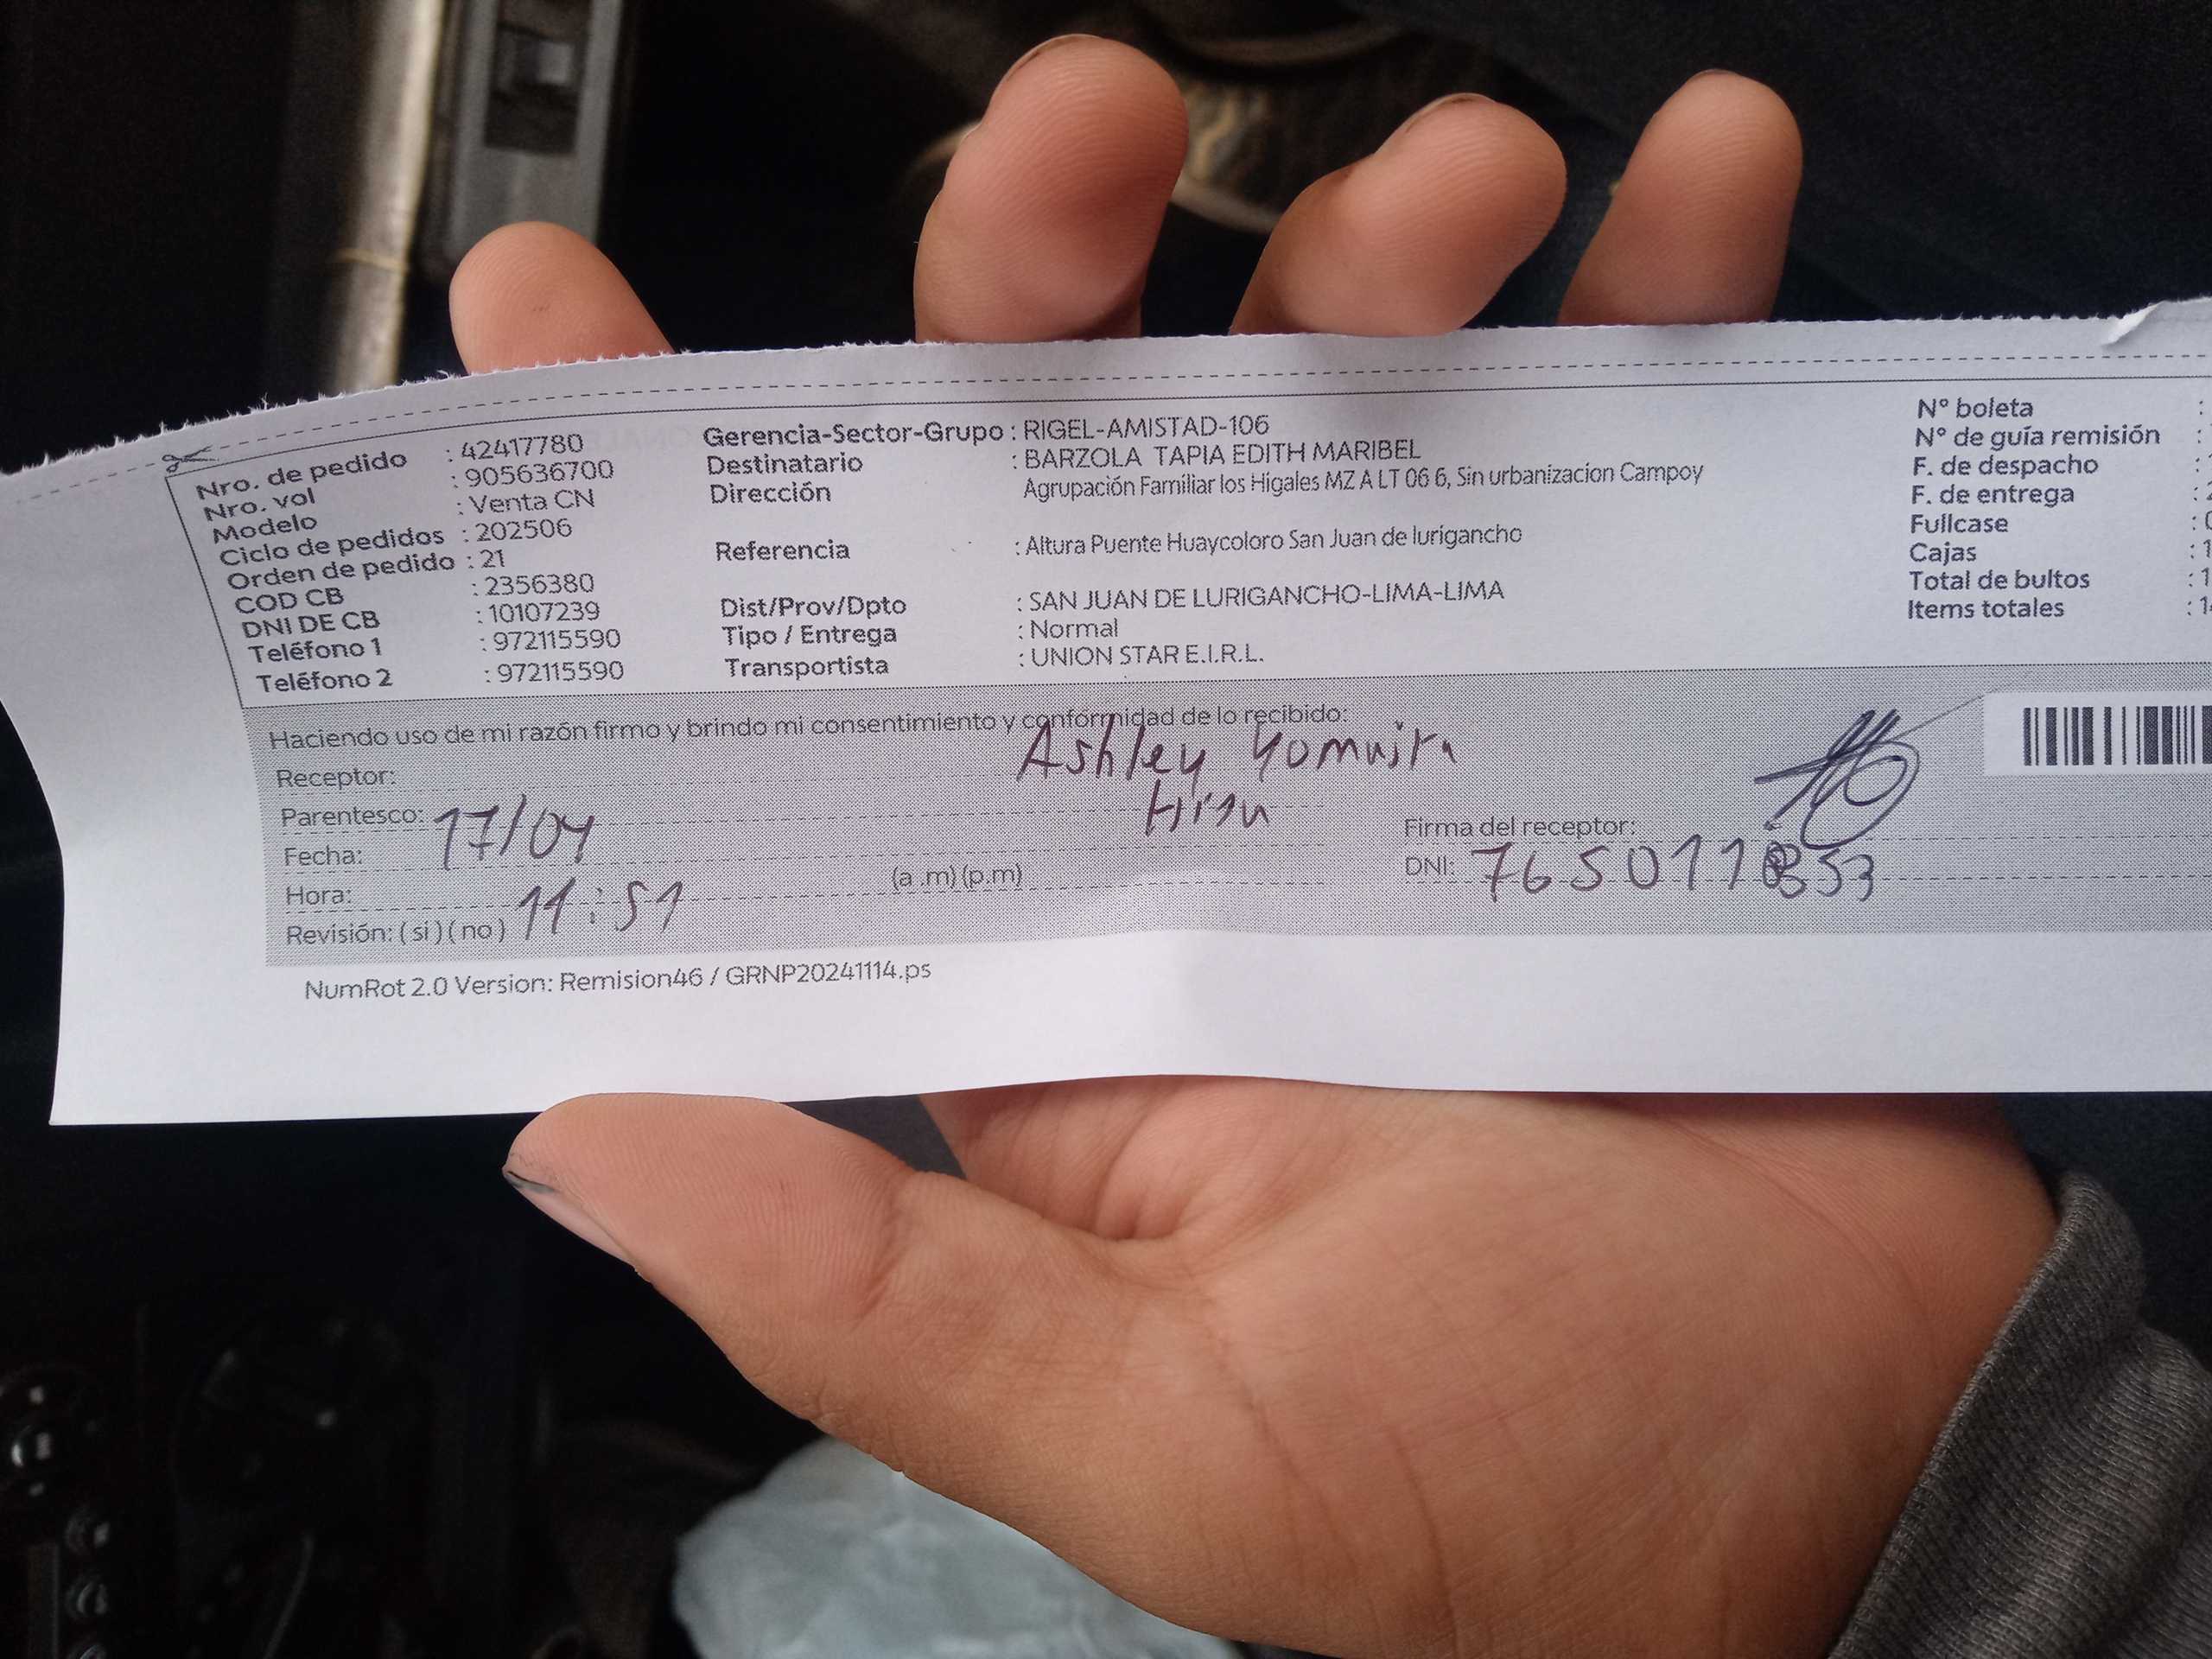 Nro. de pedido : 42417780
Nro. vol : 905636700
Modelo : Venta CN
Ciclo de pedidos : 202506
Orden de pedido : 21
COD CB : 2356380
DNI DE CB : 10107239
Teléfono 1 : 972115590
Teléfono 2 : 972115590
Gerencia-Sector-Grupo : RIGEL-AMISTAD-106
Destinatario : BARZOLA TAPIA EDITH MARIBEL
Dirección Agrupación Familiar los Higales MZ A LT 06 6, Sin urbanizacion Campoy
Referencia : Altura Puente Huaycoloro San Juan de lurigancho
Dist/Prov/Dpto : SAN JUAN DE LURIGANCHO-LIMA-LIMA
Tipo / Entrega : Normal
Transportista : UNION STAR E.I.R.L.
N° boleta :
N° de guía remisión :
F. de despacho :
F. de entrega :
Fullcase :
Cajas : 1
Total de bultos : 1
Items totales : 1
Haciendo uso de mi razón firmo y brindo mi consentimiento y conformidad de lo recibido:
Receptor: Ashley
Parentesco:
Fecha: 17/04
Hora: 11:51 (a .m) (p.m)
Revisión: ( si ) ( no )
Firma del receptor:
DNI:
NumRot 2.0 Version: Remision46 / GRNP20241114.ps